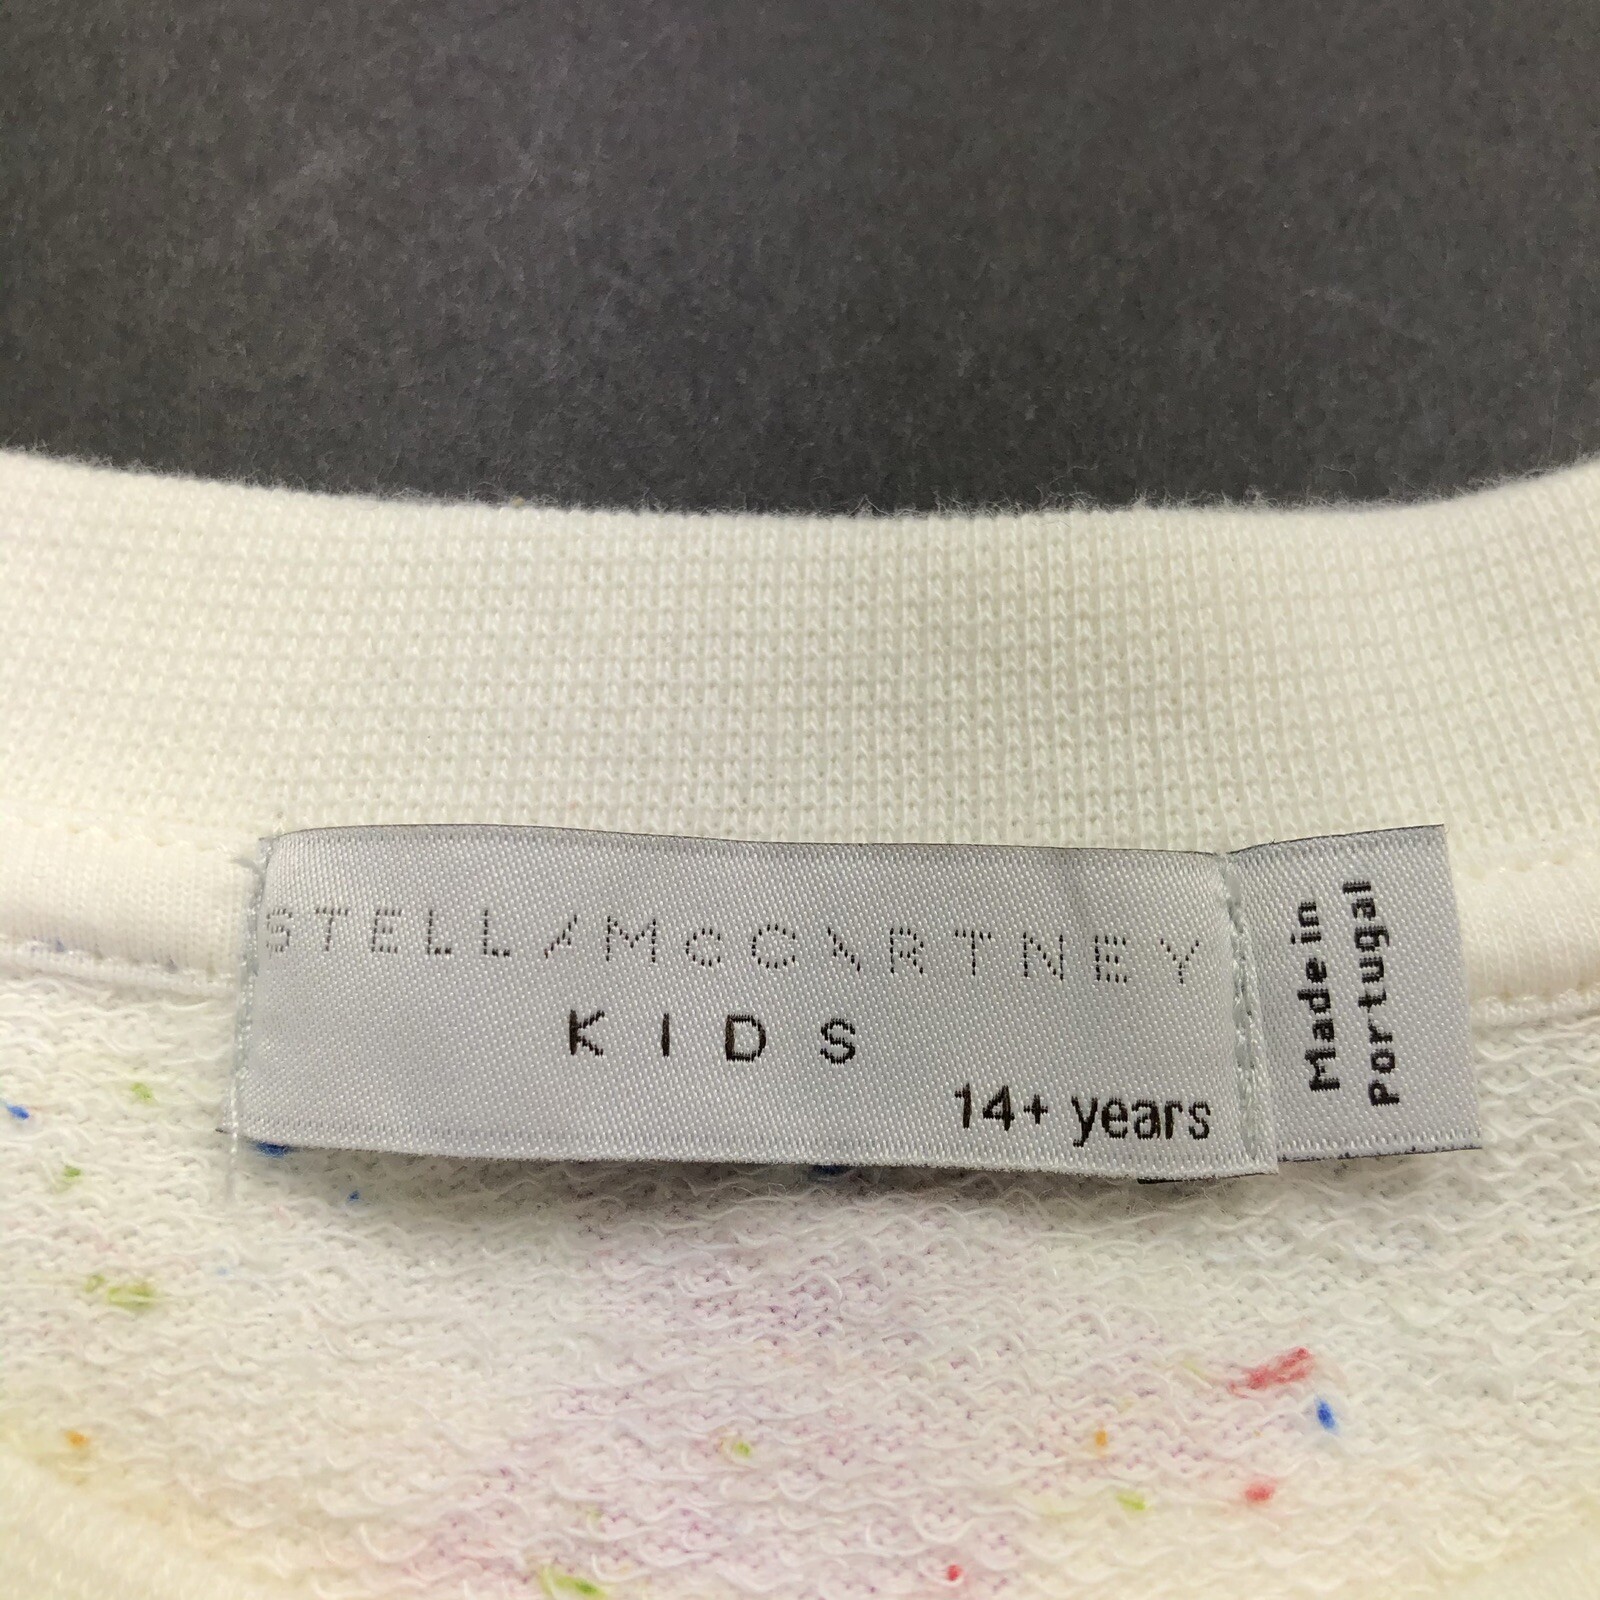 STELLA McCARTNEY
KIDS
14+ years
Made in
Portugal